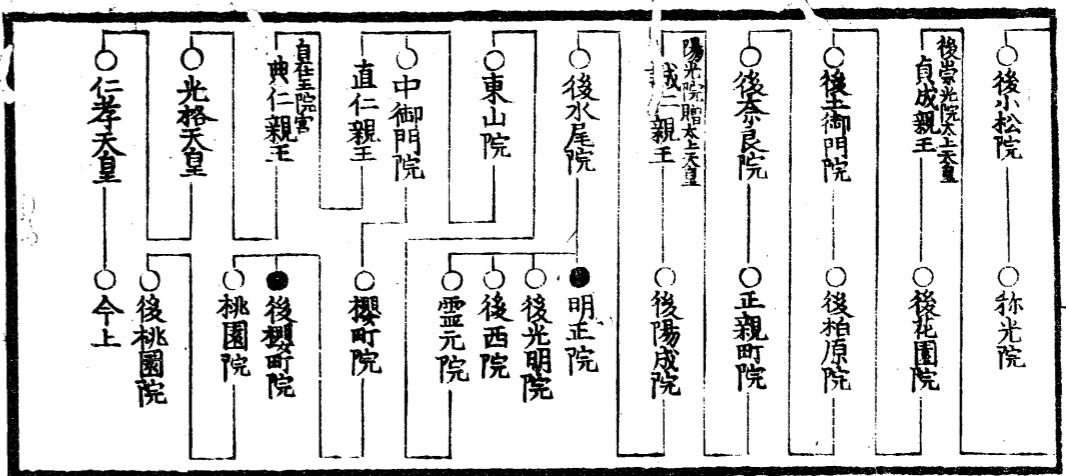 後小松院
称光院
後崇光院太上天皇
貞成親王
後花園院
後土御門院
後柏原院
後奈良院
正親町院
陽光院贈太上天皇
誠仁親王
後陽成院
後水尾院
明正院
後光明院
後西院
霊元院
東山院
中御門院
直仁親王
櫻町院
自在王院宮
典仁親王
後櫻町院
桃園院
光格天皇
後桃園院
仁孝天皇
今上